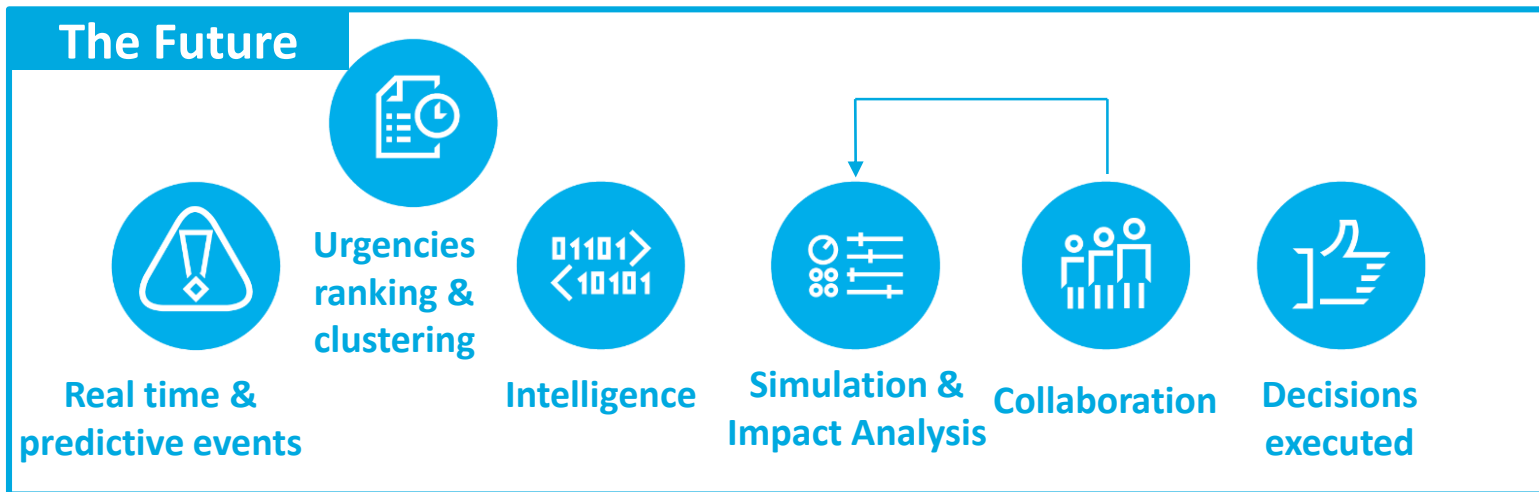 The Future
Real time &
predictive events
Urgencies
ranking &
clustering
01101>
<10101
Intelligence
Simulation &
Impact Analysis
Collaboration
Decisions
executed